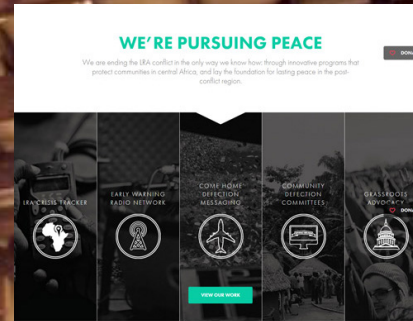 WE'RE PURSUING PEACE
We are ending the LRA conflict in the only way we know how: through innovative programs that
protect communities in central Africa, and lay the foundation for lasting peace in the post-
conflict region.
DONA
LRA CRISIS TRACKER
EARLY WARNING
RADIO NETWORK
COME HOME
DEFECTION
MESSAGING
COMMUNITY
DEFECTION
COMMITTEES
GRASSROOTS
ADVOCACY
DONA
VIEW OUR WORK